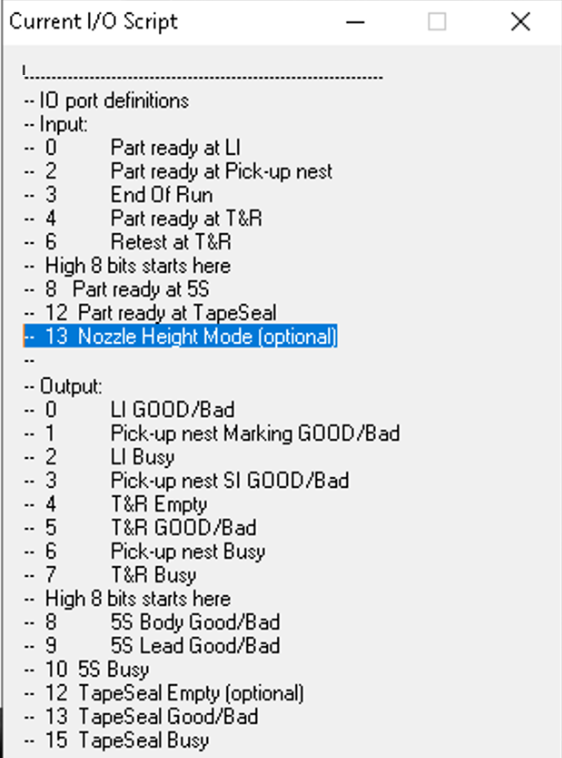 Current I/O Script
!-----------------------------------------------------------------
-- IO port definitions
-- Input:
-- 0 Part ready at LI
-- 2 Part ready at Pick-up nest
-- 3 End Of Run
-- 4 Part ready at T&R
-- 6 Retest at T&R
-- High 8 bits starts here
-- 8 Part ready at 5S
-- 12 Part ready at TapeSeal
-- 13 Nozzle Height Mode (optional)
--
-- Output:
-- 0 LI GOOD/Bad
-- 1 Pick-up nest Marking GOOD/Bad
-- 2 LI Busy
-- 3 Pick-up nest SI GOOD/Bad
-- 4 T&R Empty
-- 5 T&R GOOD/Bad
-- 6 Pick-up nest Busy
-- 7 T&R Busy
-- High 8 bits starts here
-- 8 5S Body Good/Bad
-- 9 5S Lead Good/Bad
-- 10 5S Busy
-- 12 TapeSeal Empty (optional)
-- 13 TapeSeal Good/Bad
-- 15 TapeSeal Busy